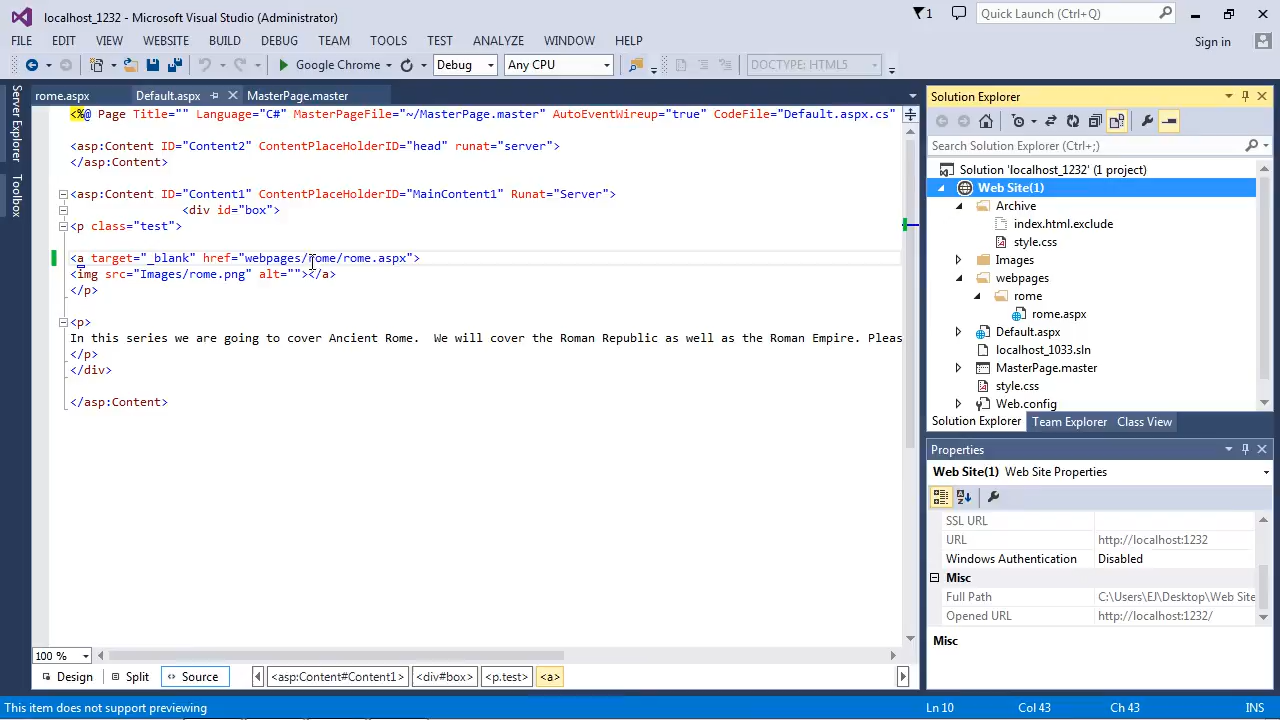 localhost_1232 - Microsoft Visual Studio (Administrator)
1
Quick Launch (Ctrl+Q)
FILE EDIT VIEW WEBSITE BUILD DEBUG TEAM TOOLS TEST ANALYZE WINDOW HELP
Sign in
Google Chrome
Debug
Any CPU
DOCTYPE: HTML5
Server Explorer
Toolbox
rome.aspx
Default.aspx
MasterPage.master
<%@ Page Title="" Language="C#" MasterPageFile="~/MasterPage.master" AutoEventWireup="true" CodeFile="Default.aspx.cs"
<asp:Content ID="Content2" ContentPlaceHolderID="head" runat="server">
</asp:Content>
<asp:Content ID="Content1" ContentPlaceHolderID="MainContent1" Runat="Server">
<div id="box">
<p class="test">
<a target="_blank" href="webpages/rome/rome.aspx">
<img src="Images/rome.png" alt=""></a>
</p>
<p>
In this series we are going to cover Ancient Rome.  We will cover the Roman Republic as well as the Roman Empire. Pleas
</p>
</div>
</asp:Content>
100 %
Design
Split
Source
<asp:Content#Content1>
<div#box>
<p.test>
<a>
Solution Explorer
Search Solution Explorer (Ctrl+;)
Solution 'localhost_1232' (1 project)
Web Site(1)
Archive
index.html.exclude
style.css
Images
webpages
rome
rome.aspx
Default.aspx
localhost_1033.sln
MasterPage.master
style.css
Web.config
Solution Explorer
Team Explorer
Class View
Properties
Web Site(1) Web Site Properties
SSL URL
URL http://localhost:1232
Windows Authentication Disabled
Misc
Full Path C:\Users\EJ\Desktop\Web Site
Opened URL http://localhost:1232/
Misc
This item does not support previewing
Ln 10
Col 43
Ch 43
INS